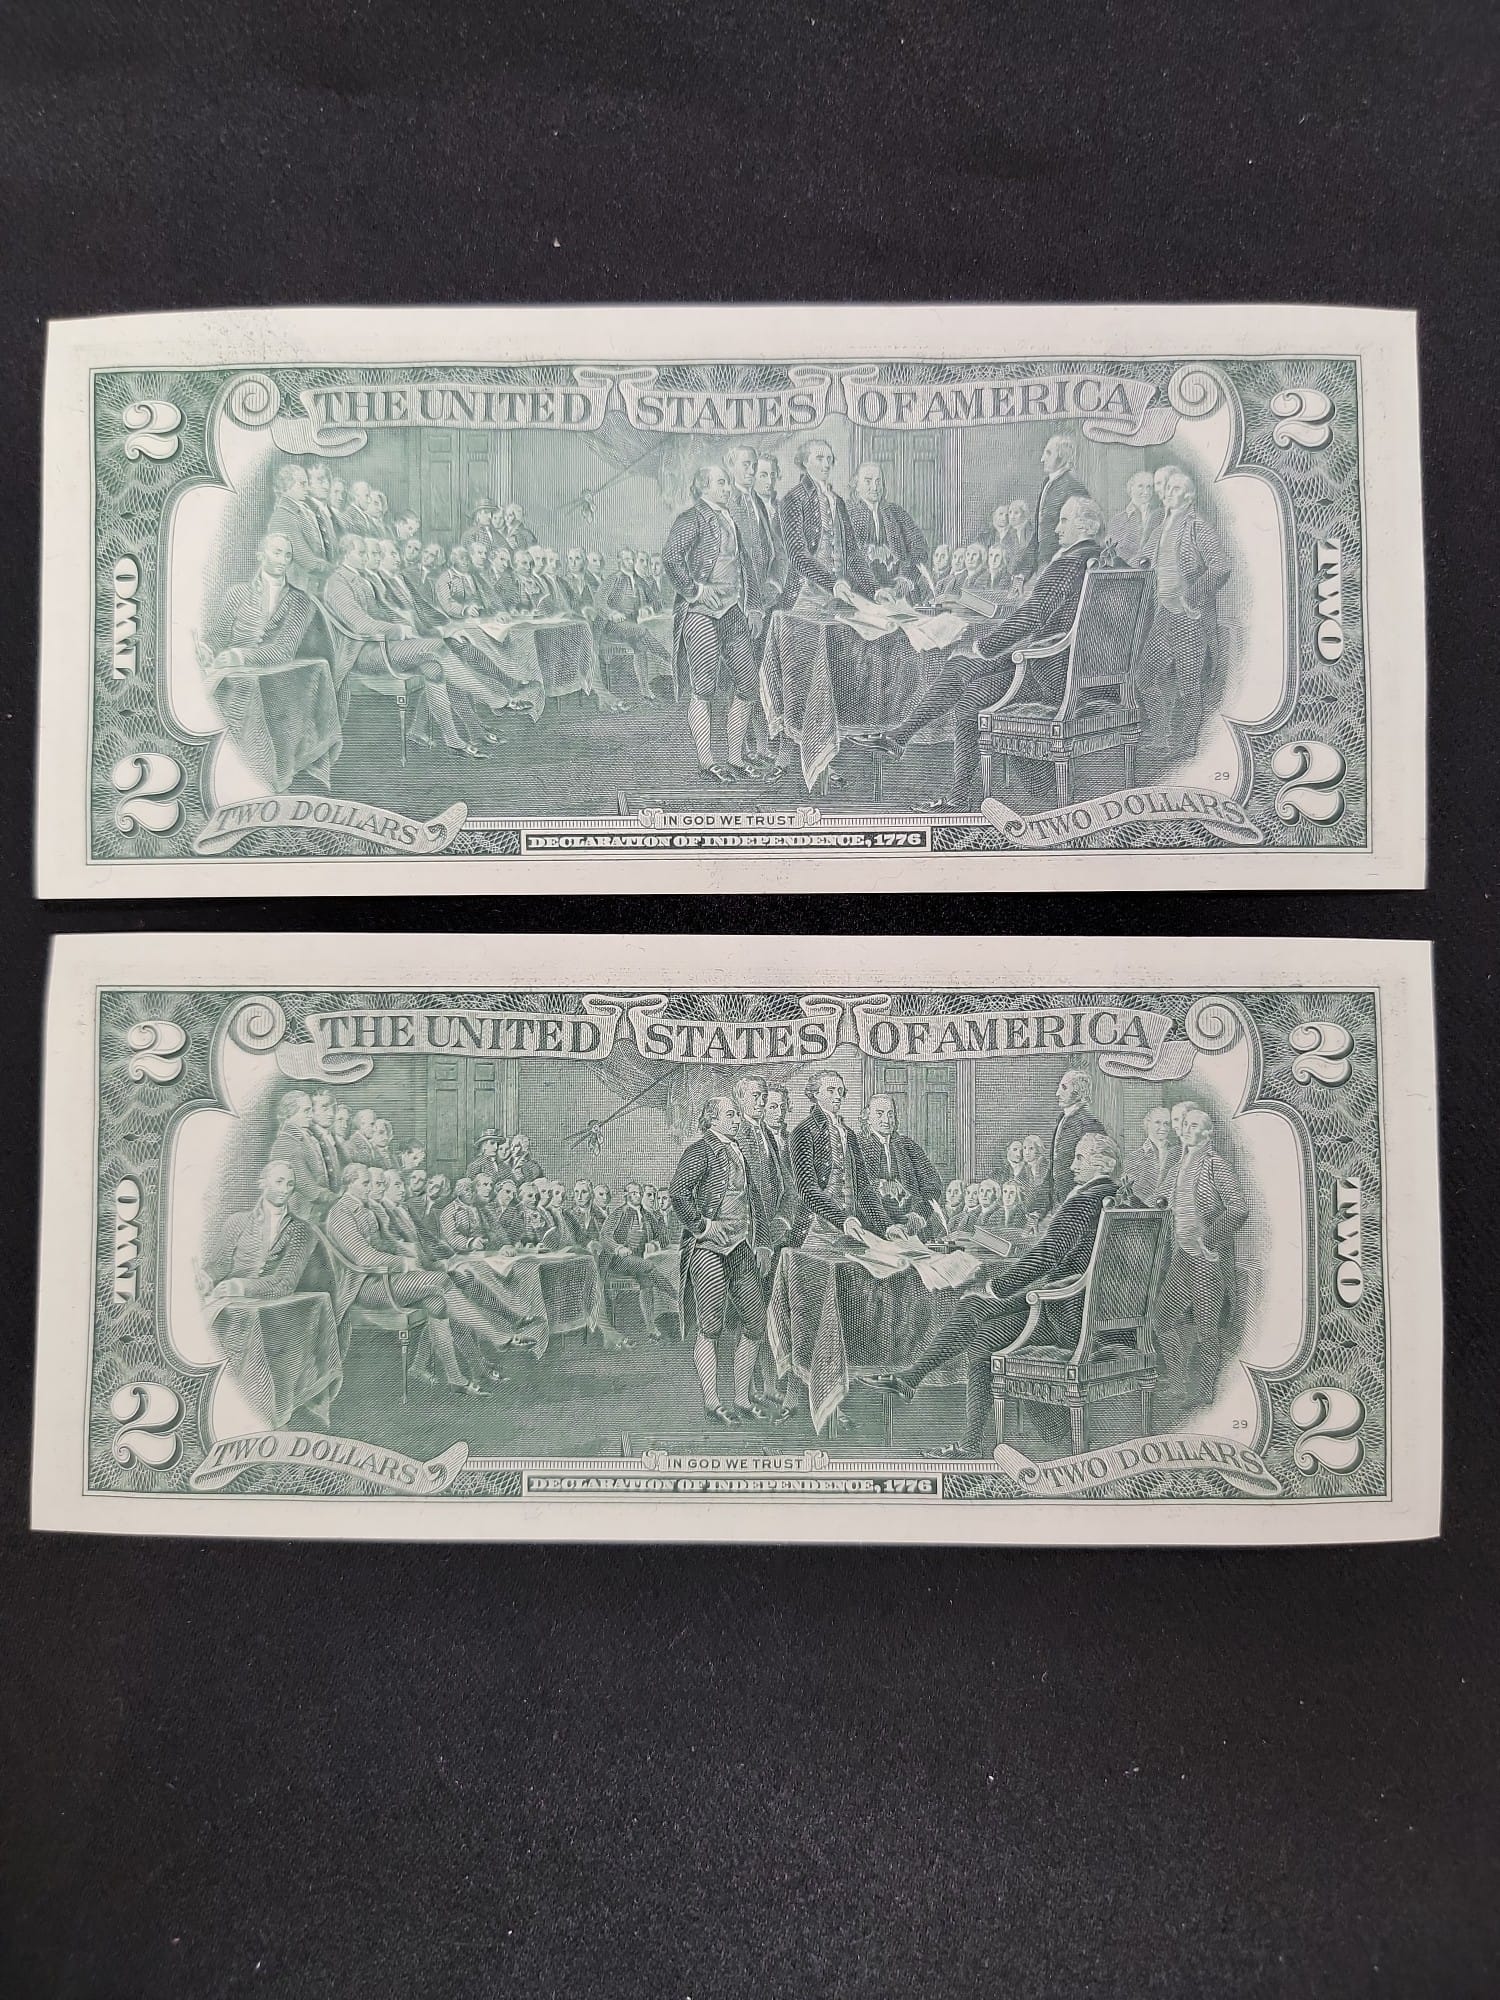 THE UNITED STATES OF AMERICA
2 2
TWO TWO
2 2
29
TWO DOLLARS TWO DOLLARS
IN GOD WE TRUST
DECLARATION OF INDEPENDENCE, 1776
THE UNITED STATES OF AMERICA
2 2
TWO TWO
2 2
29
TWO DOLLARS TWO DOLLARS
IN GOD WE TRUST
DECLARATION OF INDEPENDENCE, 1776